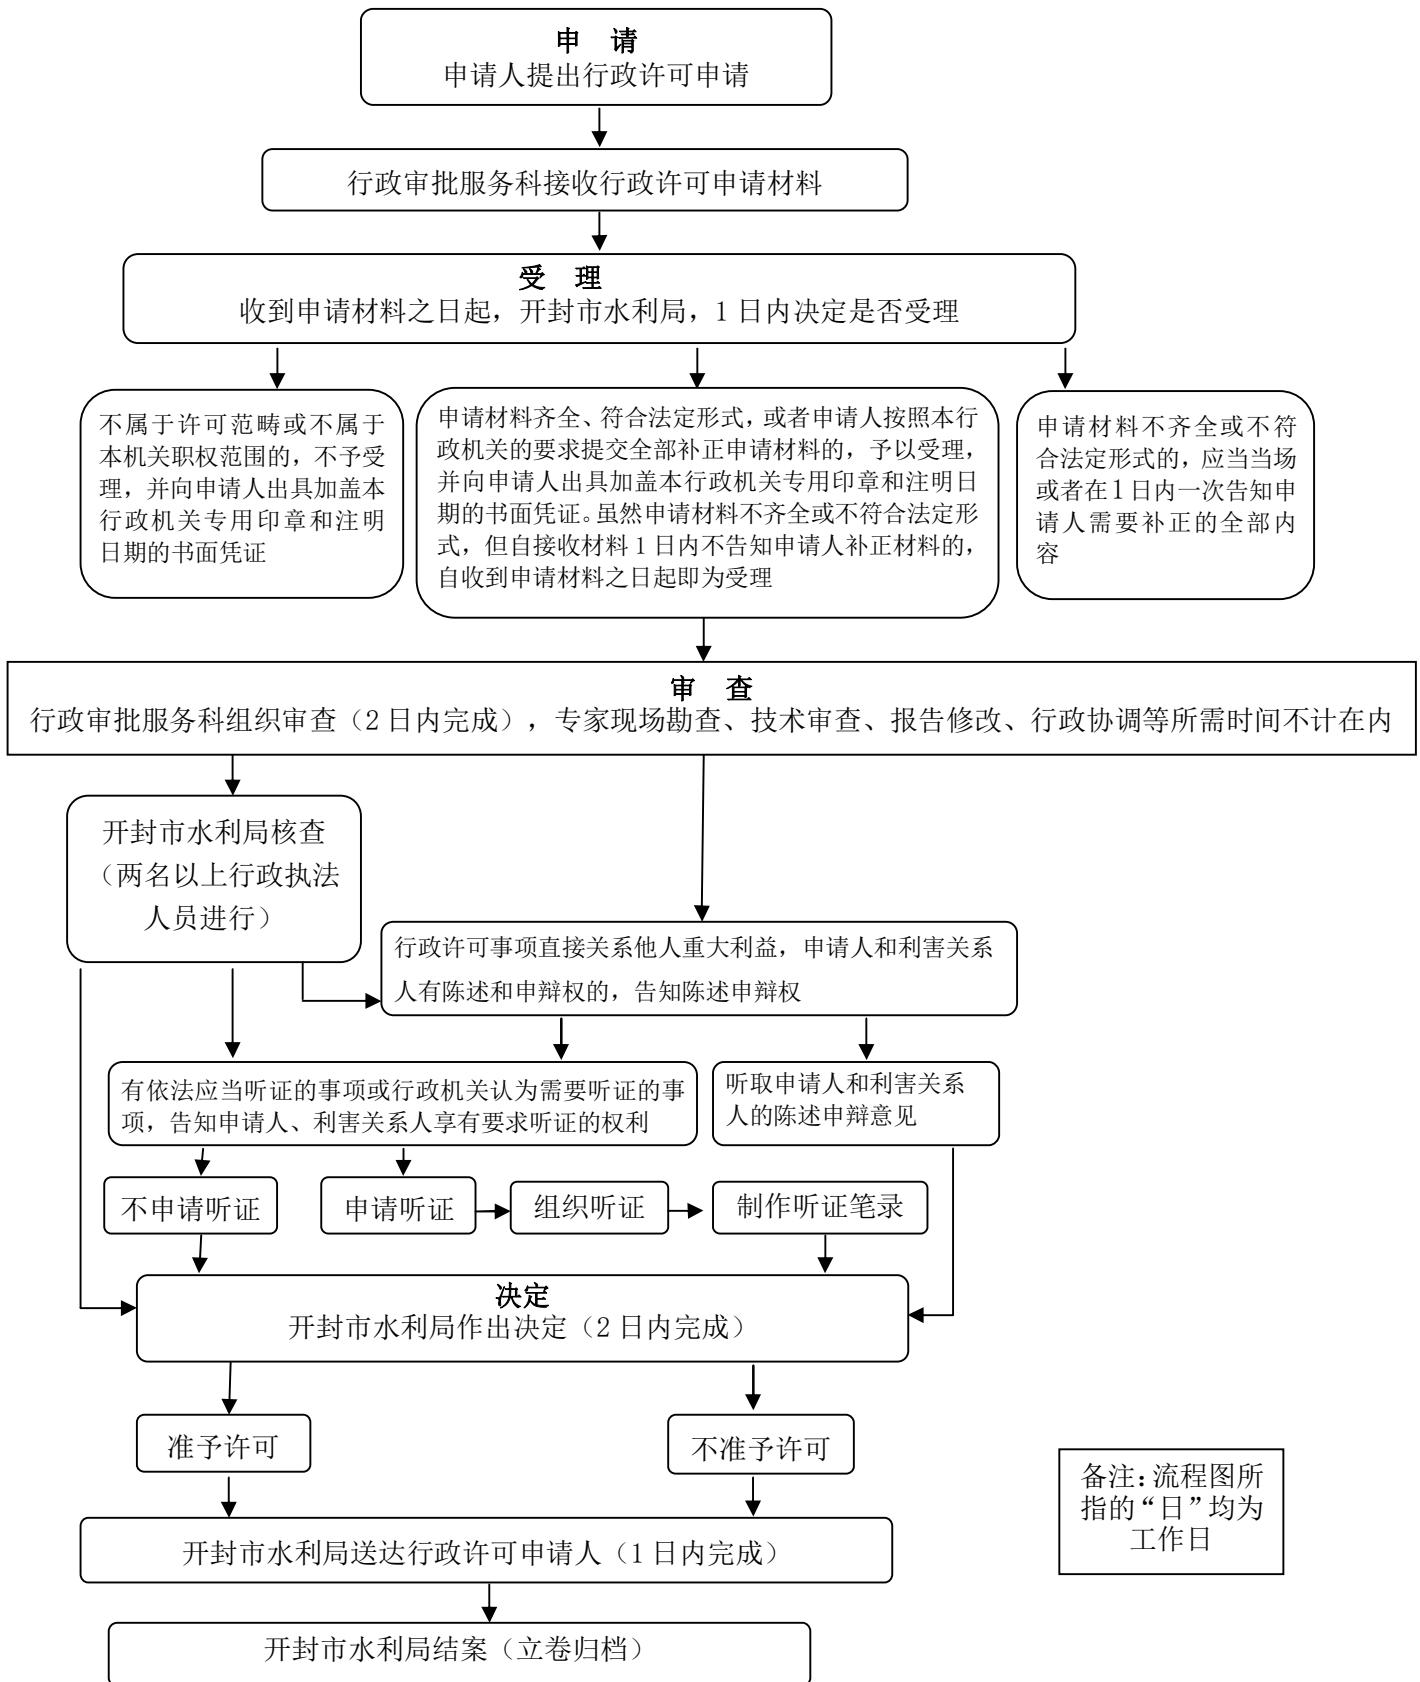 申 请
申请人提出行政许可申请
行政审批服务科接收行政许可申请材料
受 理
收到申请材料之日起，开封市水利局，1 日内决定是否受理
不属于许可范畴或不属于
本机关职权范围的，不予受
理，并向申请人出具加盖本
行政机关专用印章和注明
日期的书面凭证
申请材料齐全、符合法定形式，或者申请人按照本行
政机关的要求提交全部补正申请材料的，予以受理，
并向申请人出具加盖本行政机关专用印章和注明日
期的书面凭证。虽然申请材料不齐全或不符合法定形
式，但自接收材料 1 日内不告知申请人补正材料的，
自收到申请材料之日起即为受理
申请材料不齐全或不符
合法定形式的，应当当场
或者在 1 日内一次告知申
请人需要补正的全部内
容
审 查
行政审批服务科组织审查（2 日内完成），专家现场勘查、技术审查、报告修改、行政协调等所需时间不计在内
开封市水利局核查
（两名以上行政执法
人员进行）
行政许可事项直接关系他人重大利益，申请人和利害关系
人有陈述和申辩权的，告知陈述申辩权
有依法应当听证的事项或行政机关认为需要听证的事
项，告知申请人、利害关系人享有要求听证的权利
听取申请人和利害关系
人的陈述申辩意见
不申请听证
申请听证
组织听证
制作听证笔录
决定
开封市水利局作出决定（2 日内完成）
准予许可
不准予许可
备注：流程图所
指的“日”均为
工作日
开封市水利局送达行政许可申请人（1 日内完成）
开封市水利局结案（立卷归档）